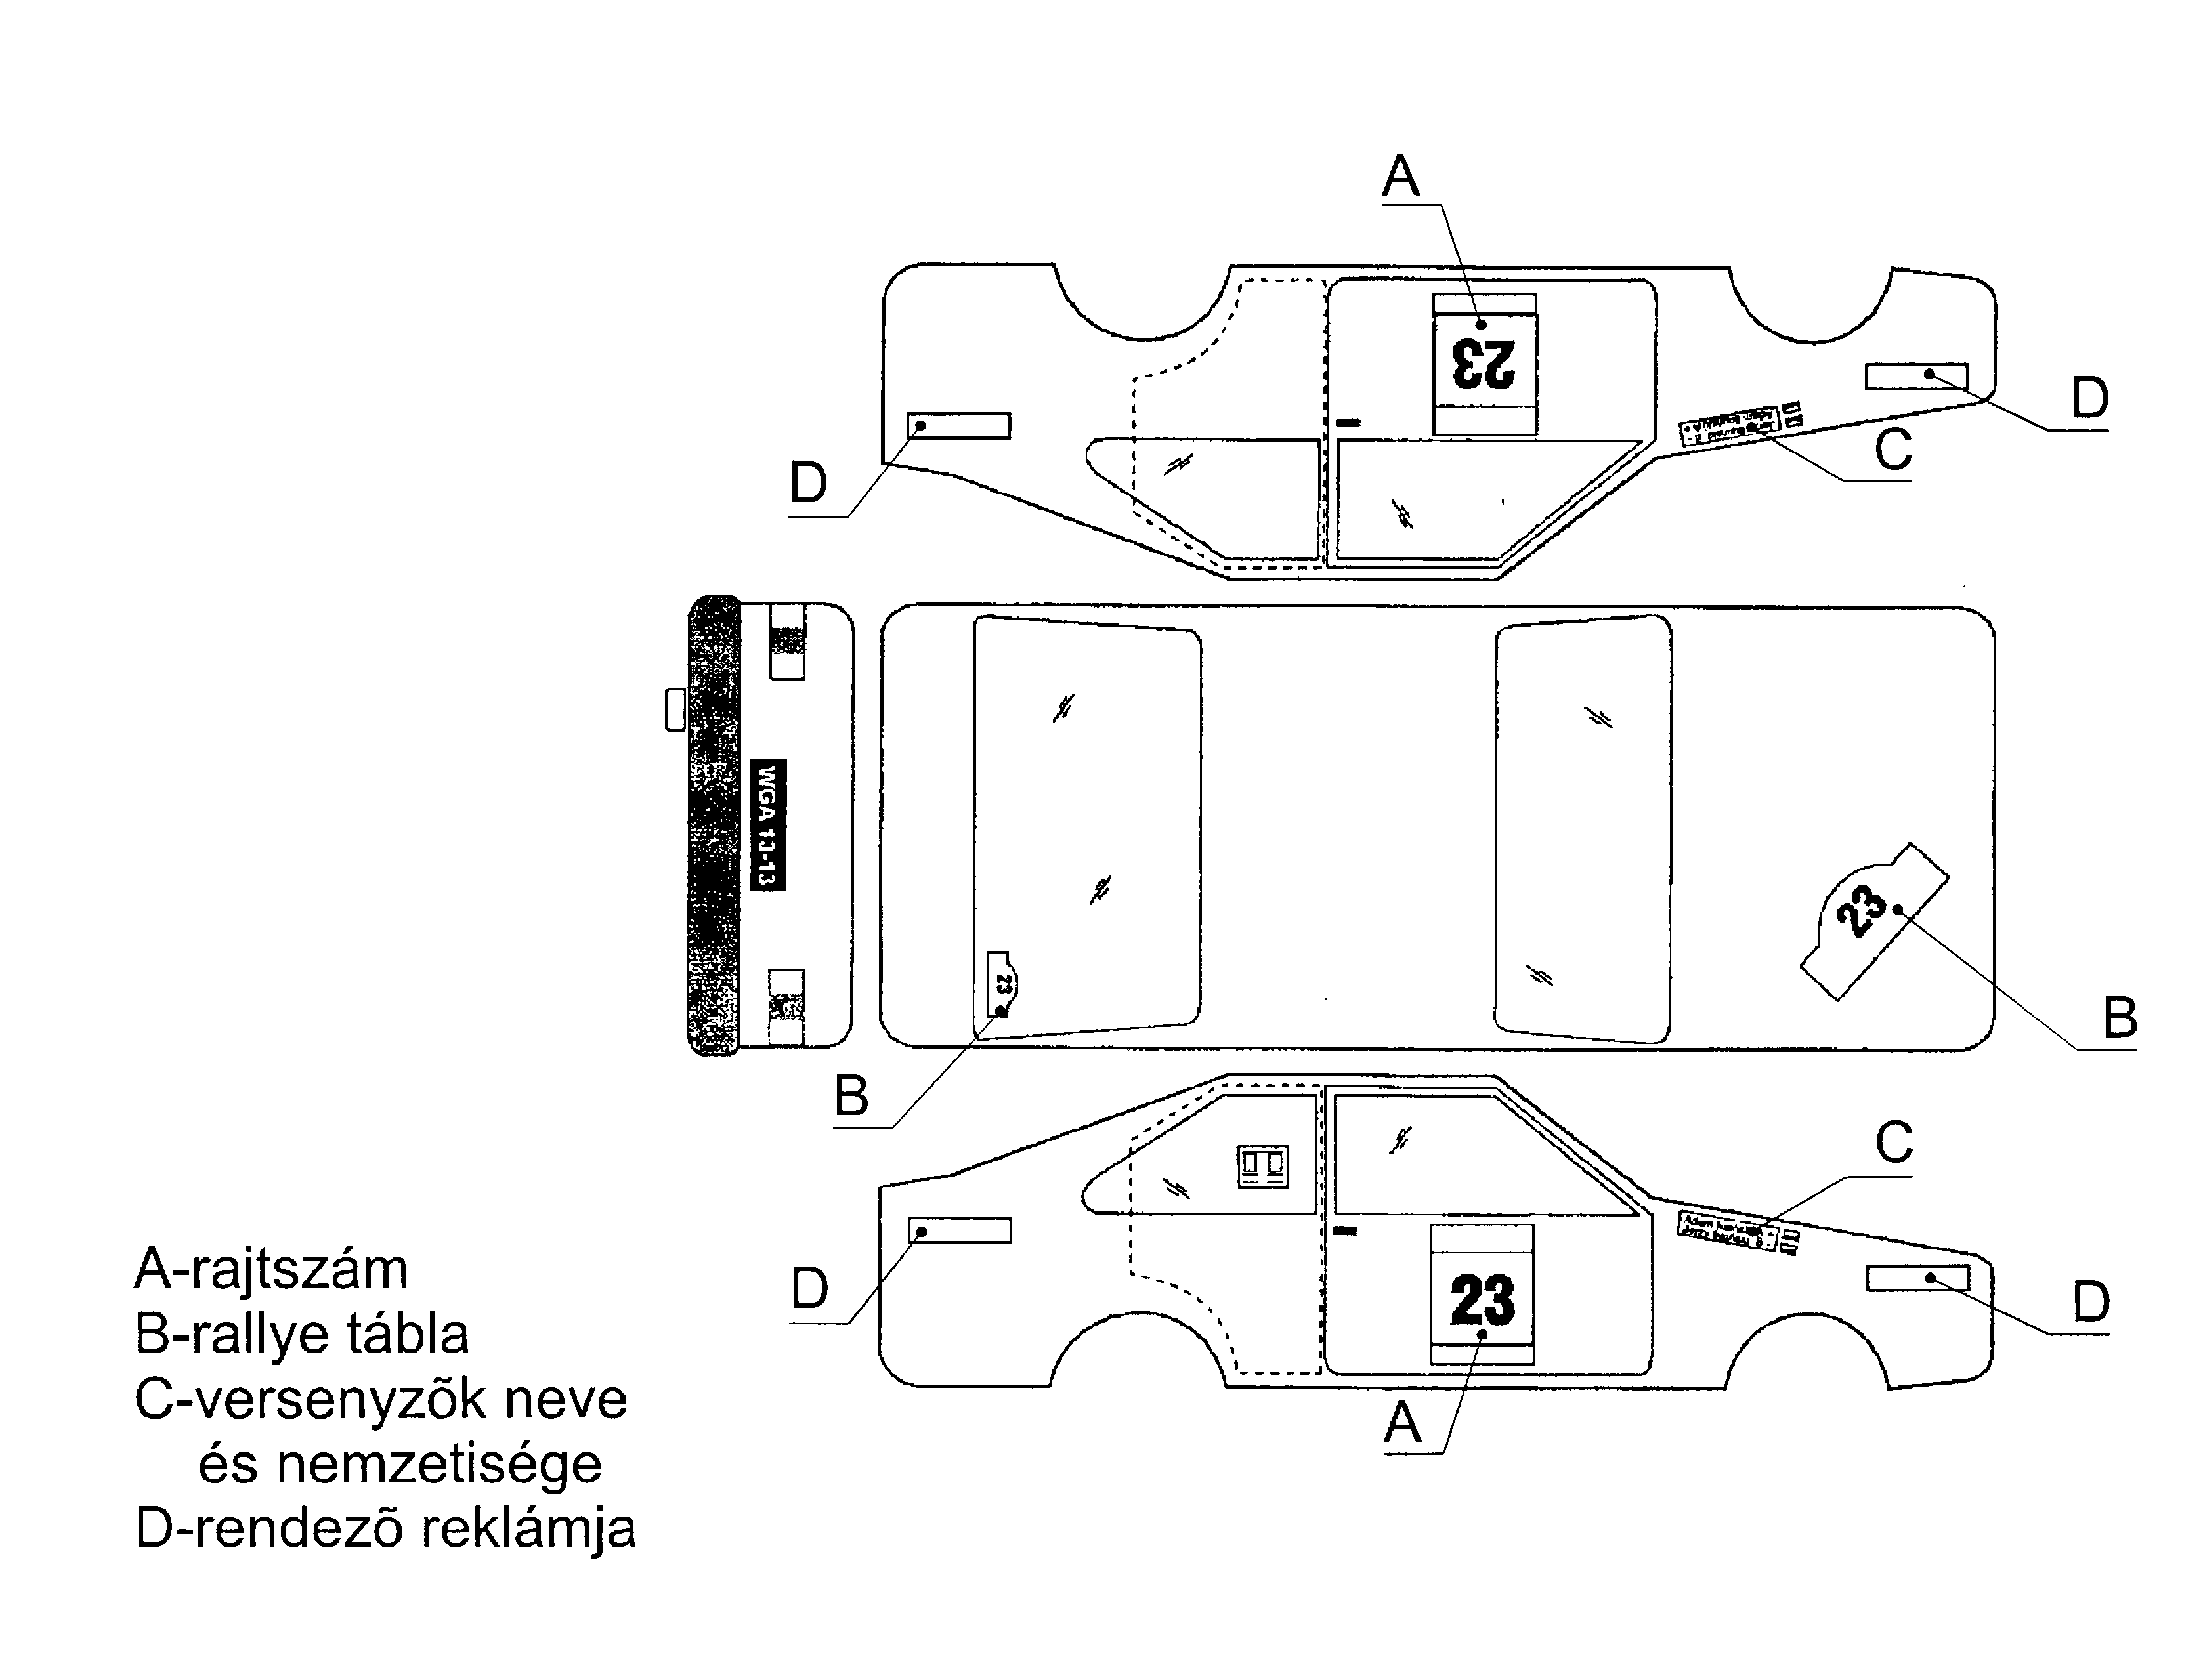 A
23
D
C
D
WGA 13-13
23
23
B
B
C
D
23
D
A
A-rajtszám
B-rallye tábla
C-versenyzõk neve
és nemzetisége
D-rendezõ reklámja